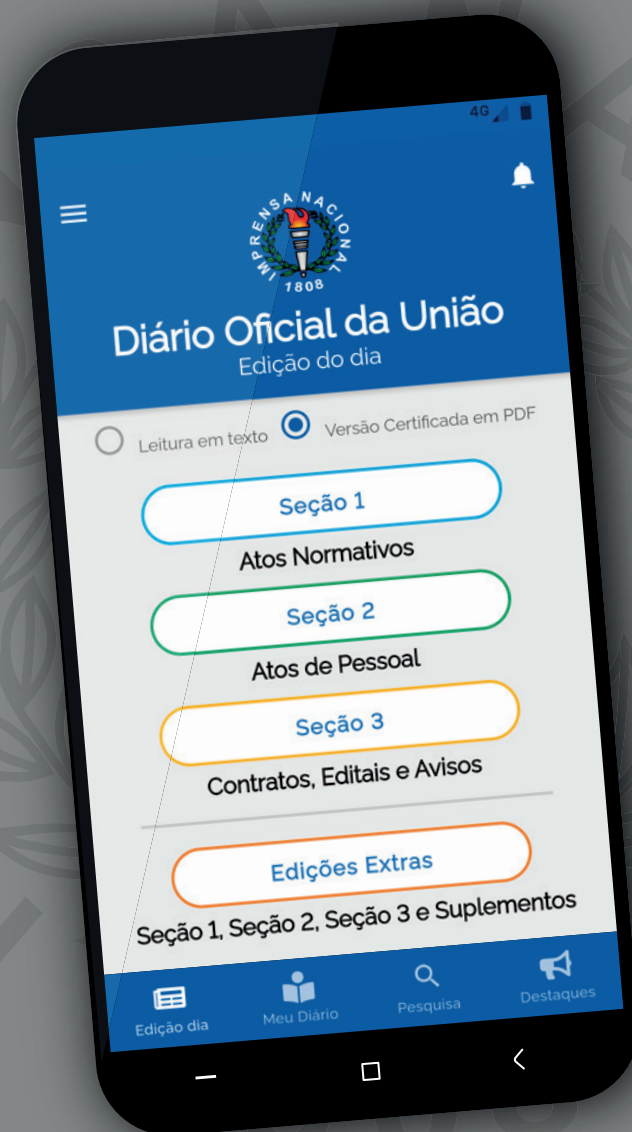 4G
IMPRENSA NACIONAL
1808
Diário Oficial da União
Edição do dia
Leitura em texto Versão Certificada em PDF
Seção 1
Atos Normativos
Seção 2
Atos de Pessoal
Seção 3
Contratos, Editais e Avisos
Edições Extras
Seção 1, Seção 2, Seção 3 e Suplementos
Edição dia Meu Diário Pesquisa Destaques